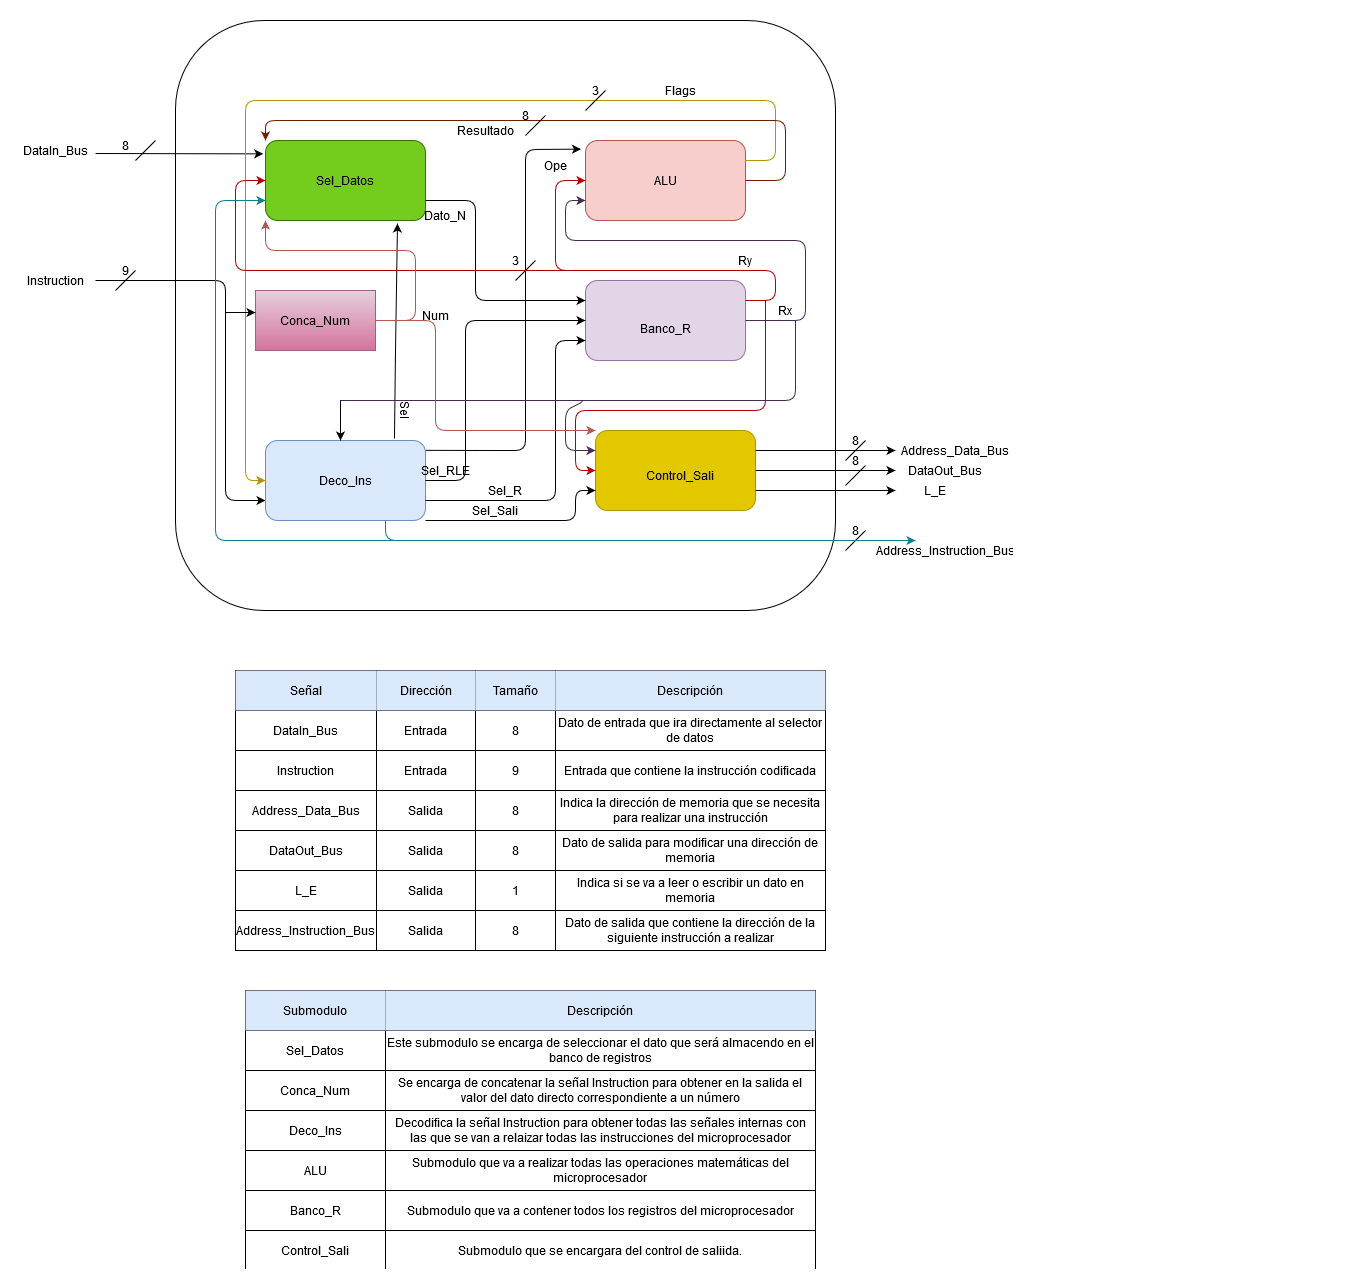 3
Flags
8
Resultado
DataIn_Bus
8
Ope
Sel_Datos
ALU
Dato_N
3
Ry
Instruction
9
Conca_Num
Num
Rx
Banco_R
Sel
Sel_RLE
Deco_Ins
Sel_R
Sel_Sali
Control_Sali
8
Address_Data_Bus
8
DataOut_Bus
L_E
8
Address_Instruction_Bus
Señal Dirección Tamaño Descripción
DataIn_Bus Entrada 8 Dato de entrada que ira directamente al selector
de datos
Instruction Entrada 9 Entrada que contiene la instrucción codificada
Address_Data_Bus Salida 8 Indica la dirección de memoria que se necesita
para realizar una instrucción
DataOut_Bus Salida 8 Dato de salida para modificar una dirección de
memoria
L_E Salida 1 Indica si se va a leer o escribir un dato en
memoria
Address_Instruction_Bus Salida 8 Dato de salida que contiene la dirección de la
siguiente instrucción a realizar
Submodulo Descripción
Sel_Datos Este submodulo se encarga de seleccionar el dato que será almacendo en el
banco de registros
Conca_Num Se encarga de concatenar la señal Instruction para obtener en la salida el
valor del dato directo correspondiente a un número
Deco_Ins Decodifica la señal Instruction para obtener todas las señales internas con
las que se van a relaizar todas las instrucciones del microprocesador
ALU Submodulo que va a realizar todas las operaciones matemáticas del
microprocesador
Banco_R Submodulo que va a contener todos los registros del microprocesador
Control_Sali Submodulo que se encargara del control de saliida.